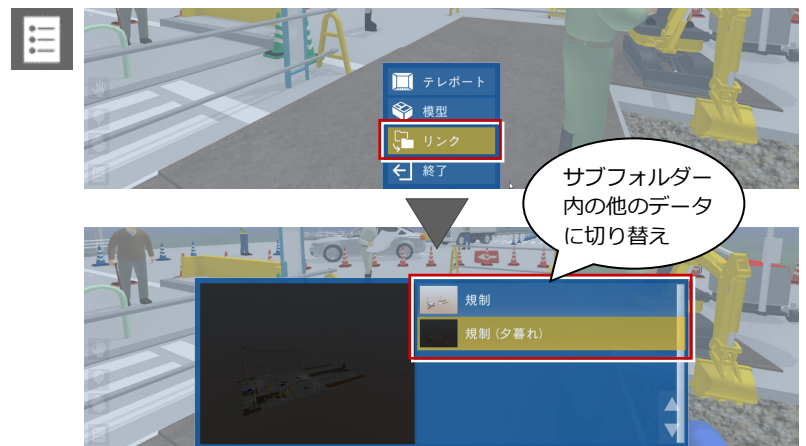 テレポート
模型
リンク
終了
サブフォルダー
内の他のデータ
に切り替え
規制
規制(夕暮れ)